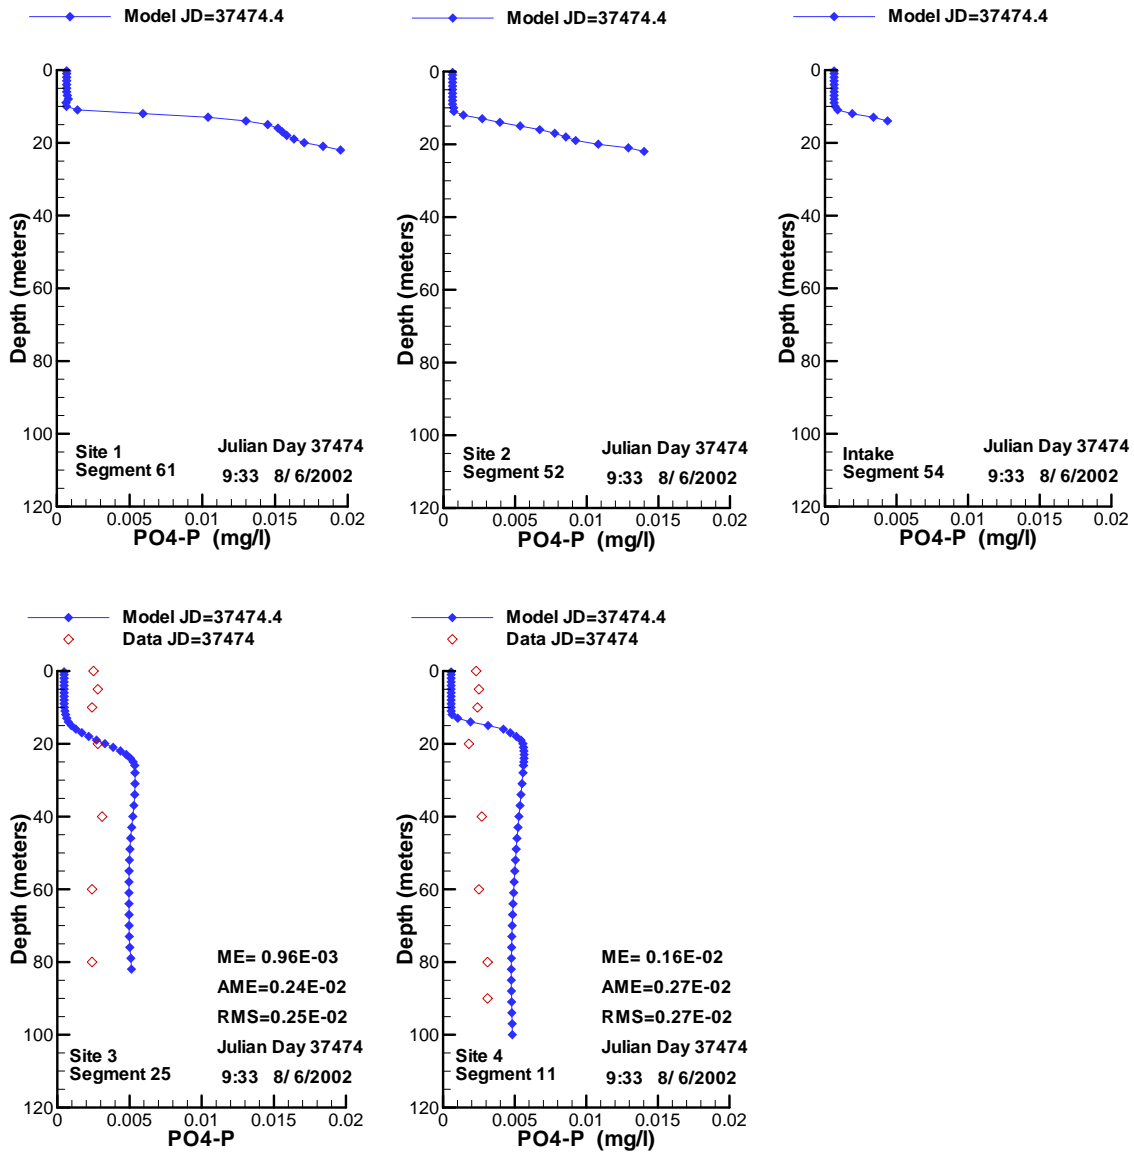 Model JD=37474.4
0
20
40
60
80
100
120
Depth (meters)
Site 1
Segment 61
Julian Day 37474
9:33 8/ 6/2002
0 0.005 0.01 0.015 0.02
PO4-P (mg/l)
Model JD=37474.4
0
20
40
60
80
100
120
Depth (meters)
Site 2
Segment 52
Julian Day 37474
9:33 8/ 6/2002
0 0.005 0.01 0.015 0.02
PO4-P (mg/l)
Model JD=37474.4
0
20
40
60
80
100
120
Depth (meters)
Intake
Segment 54
Julian Day 37474
9:33 8/ 6/2002
0 0.005 0.01 0.015 0.02
PO4-P (mg/l)
Model JD=37474.4
Data JD=37474
0
20
40
60
80
100
120
Depth (meters)
ME= 0.96E-03
AME=0.24E-02
RMS=0.25E-02
Site 3
Segment 25
Julian Day 37474
9:33 8/ 6/2002
0 0.005 0.01 0.015 0.02
PO4-P
Model JD=37474.4
Data JD=37474
0
20
40
60
80
100
120
Depth (meters)
ME= 0.16E-02
AME=0.27E-02
RMS=0.27E-02
Site 4
Segment 11
Julian Day 37474
9:33 8/ 6/2002
0 0.005 0.01 0.015 0.02
PO4-P (mg/l)